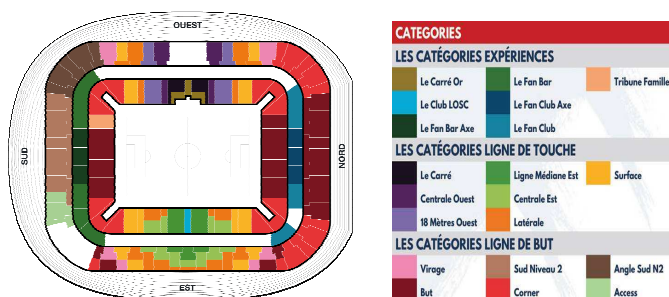 OUEST
SUD
NORD
EST
CATEGORIES
LES CATÉGORIES EXPÉRIENCES
Le Carré Or Le Fan Bar Tribune Famille
Le Club LOSC Le Fan Club Axe
Le Fan Bar Axe Le Fan Club
LES CATÉGORIES LIGNE DE TOUCHE
Le Carré Ligne Médiane Est Surface
Centrale Ouest Centrale Est
18 Mètres Ouest Latérale
LES CATÉGORIES LIGNE DE BUT
Virage Sud Niveau 2 Angle Sud N2
But Corner Access